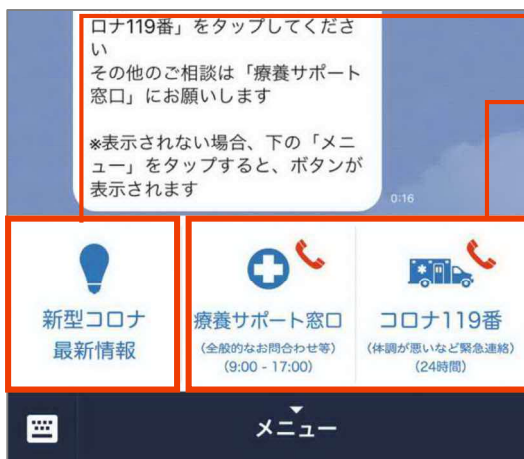 ロナ119番」をタップしてくださ
い
その他のご相談は「療養サポート
窓口」にお願いします
※表示されない場合、下の「メニ
ュー」をタップすると、ボタンが
表示されます
0:16
新型コロナ
最新情報
療養サポート窓口
(全般的なお問合わせ等)
(9:00 - 17:00)
コロナ119番
(体調が悪いなど緊急連絡)
(24時間)
メニュー